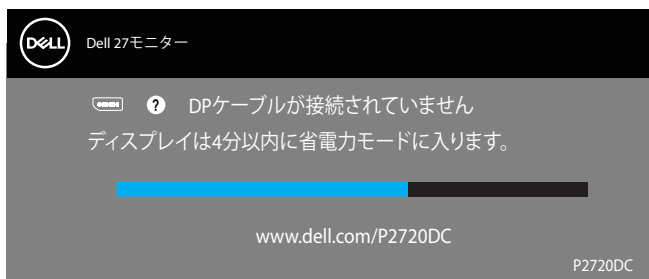 DELL
Dell 27モニター
? DPケーブルが接続されていません
ディスプレイは4分以内に省電力モードに入ります。
www.dell.com/P2720DC
P2720DC